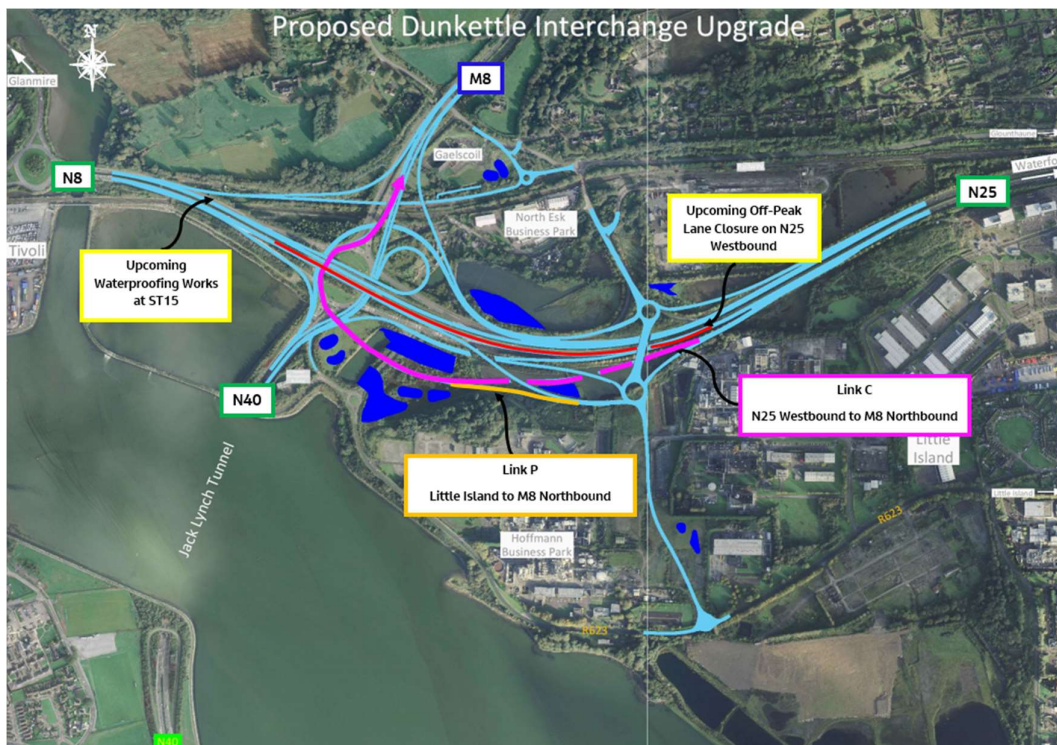 Proposed Dunkettle Interchange Upgrade
N
Glanmire
M8
Gaelscoil
Glounthaune
N8
N25
North Esk
Business Park
Upcoming Off-Peak
Lane Closure on N25
Westbound
Tivoli
Upcoming
Waterproofing Works
at ST15
N40
Link C
N25 Westbound to M8 Northbound
Little
Island
Link P
Little Island to M8 Northbound
Little Island
Jack Lynch Tunnel
R623
Hoffmann
Business Park
R623
N40